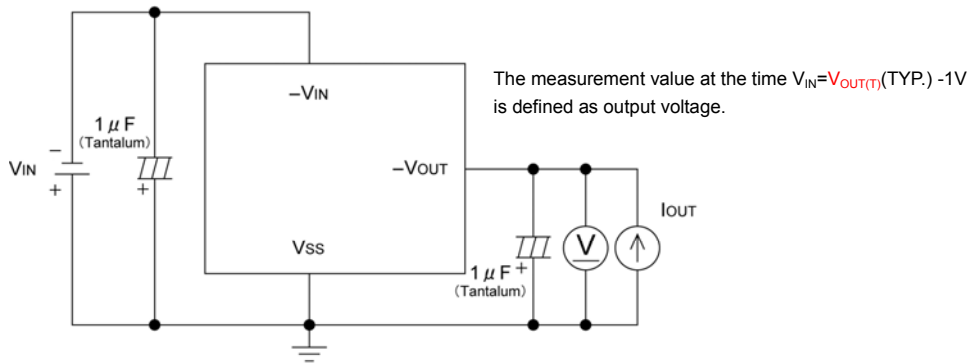 −VIN
The measurement value at the time VIN=VOUT(T)(TYP.) -1V
is defined as output voltage.
1 μ F
(Tantalum)
−
VIN
+
+
−VOUT
IOUT
VSS
V
1 μ F +
(Tantalum)